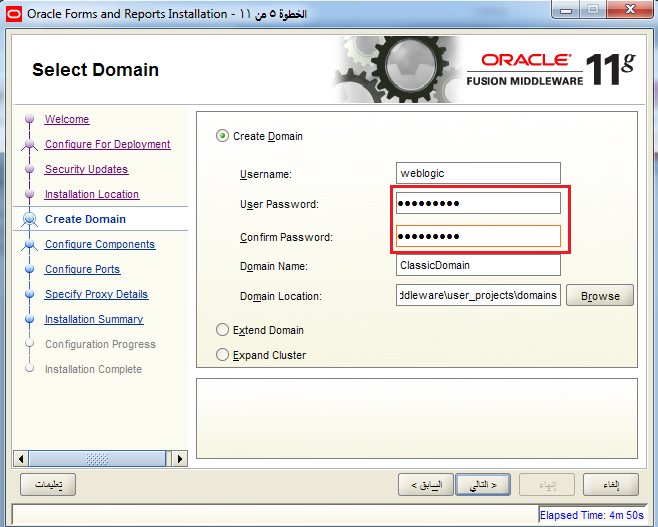 Oracle Forms and Reports Installation - الخطوة ٥ من ١١
Select Domain
ORACLE
FUSION MIDDLEWARE 11g
Welcome
Configure For Deployment
Security Updates
Installation Location
Create Domain
Configure Components
Configure Ports
Specify Proxy Details
Installation Summary
Configuration Progress
Installation Complete
Create Domain
Username: weblogic
User Password: ●●●●●●●●●
Confirm Password: ●●●●●●●●●
Domain Name: ClassicDomain
Domain Location: ddleware\user_projects\domains Browse
Extend Domain
Expand Cluster
تعليمات < السابق التالي > إنهاء إلغاء
Elapsed Time: 4m 50s